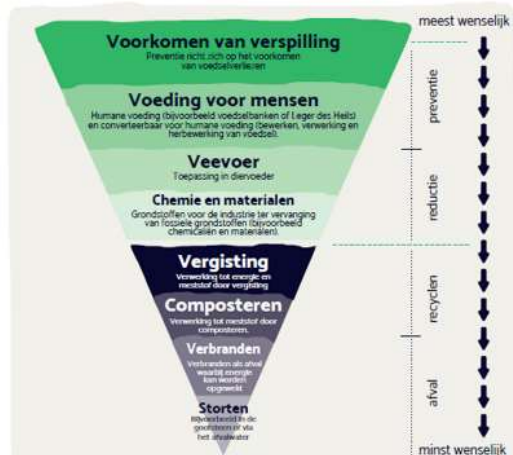 meest wenselijk
Voorkomen van verspilling
Preventie richt zich op het voorkomen
van voedselverliezen
Voeding voor mensen
Humane voeding (bijvoorbeeld voedselbanken of Leger des Heils)
en converteerbaar voor humane voeding (bewerken, verwerking en
herbewerking van voedsel).
preventie
Veevoer
Toepassing in diervoeder
Chemie en materialen
Grondstoffen voor de industrie ter vervanging
van fossiele grondstoffen (bijvoorbeeld
chemicaliën en materialen).
reductie
Vergisting
Verwerking tot energie en
meststof door vergisting
Composteren
Verwerking tot meststof door
composteren.
recyclen
Verbranden
Verbranden als afval
waarbij energie
kan worden
opgewekt
Storten
Bijvoorbeeld in de
gootsteen of via
het afvalwater
afval
minst wenselijk